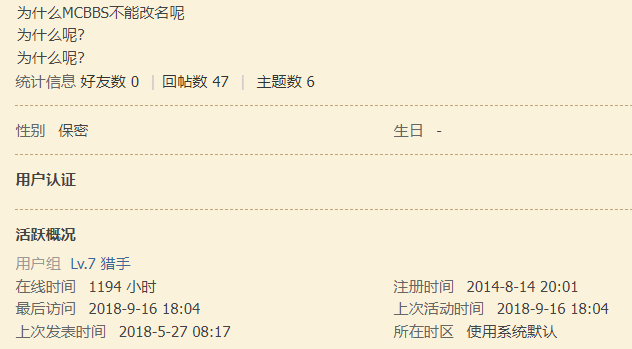 为什么MCBBS不能改名呢
为什么呢?
为什么呢?
统计信息 好友数 0 | 回帖数 47 | 主题数 6
性别 保密 生日 -
用户认证
活跃概况
用户组 Lv.7 猎手
在线时间 1194 小时 注册时间 2014-8-14 20:01
最后访问 2018-9-16 18:04 上次活动时间 2018-9-16 18:04
上次发表时间 2018-5-27 08:17 所在时区 使用系统默认